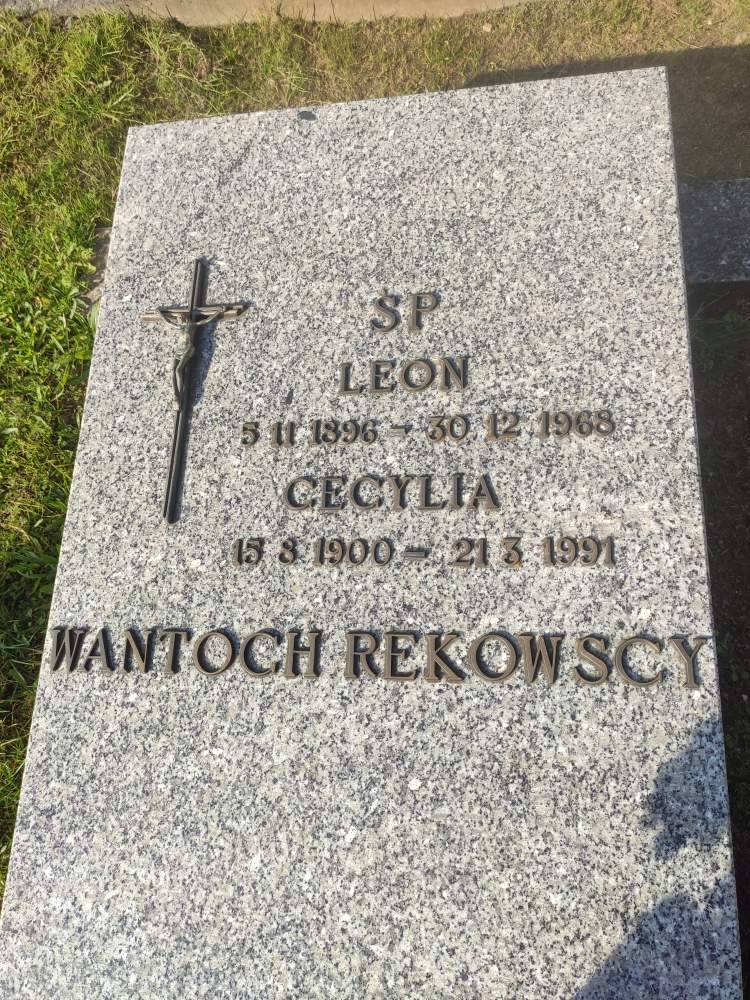 ŚP
LEON
5 11 1896 - 30 12 1968
CECYLIA
15 8 1900 - 21 3 1991
WANTOCH REKOWSCY